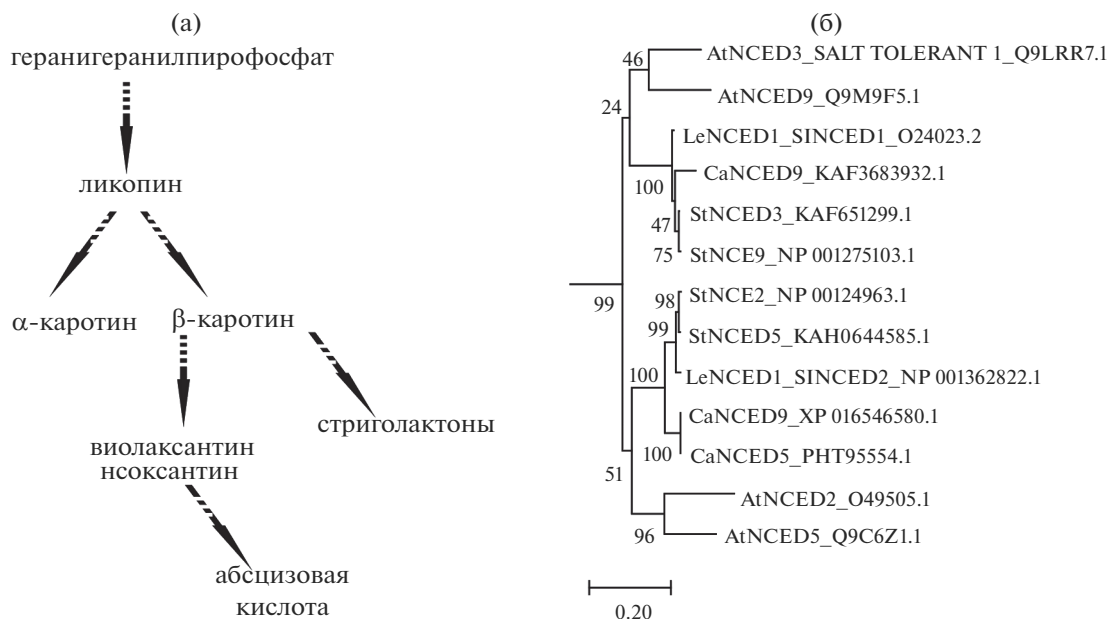 (а)
геранигеранилпирофосфат
ликопин
α-каротин
β-каротин
виолаксантин
нсоксантин
стриголактоны
абсцизовая
кислота
(б)
46
AtNCED3_SALT TOLERANT 1_Q9LRR7.1
AtNCED9_Q9M9F5.1
24
LeNCED1_SINCED1_O24023.2
CaNCED9_KAF3683932.1
100
StNCED3_KAF651299.1
47
StNCE9_NP 001275103.1
75
99
StNCE2_NP 00124963.1
98
StNCED5_KAH0644585.1
99
LeNCED1_SINCED2_NP 001362822.1
100
CaNCED9_XP 016546580.1
CaNCED5_PHT95554.1
100
51
AtNCED2_O49505.1
AtNCED5_Q9C6Z1.1
96
0.20